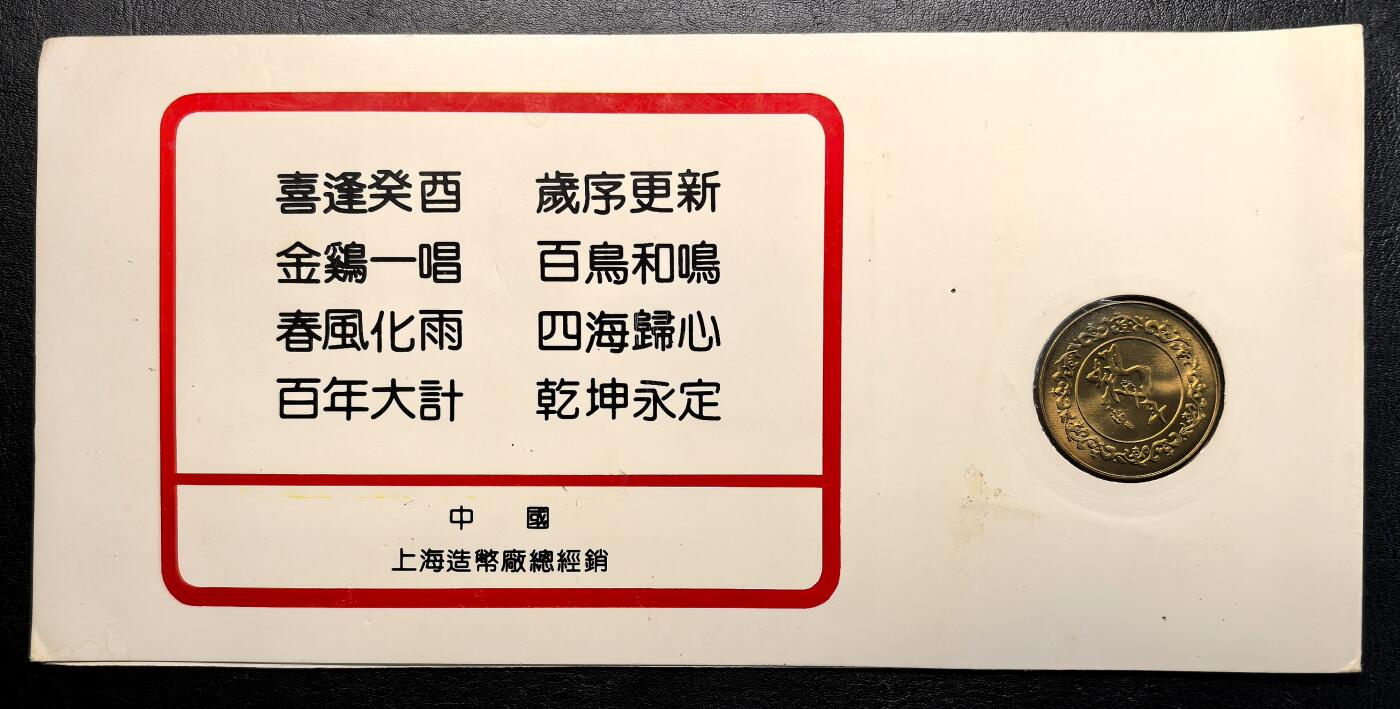 喜逢癸酉 歲序更新
金鷄一唱 百鳥和鳴
春風化雨 四海歸心
百年大計 乾坤永定
中 國
上海造幣廠總經銷